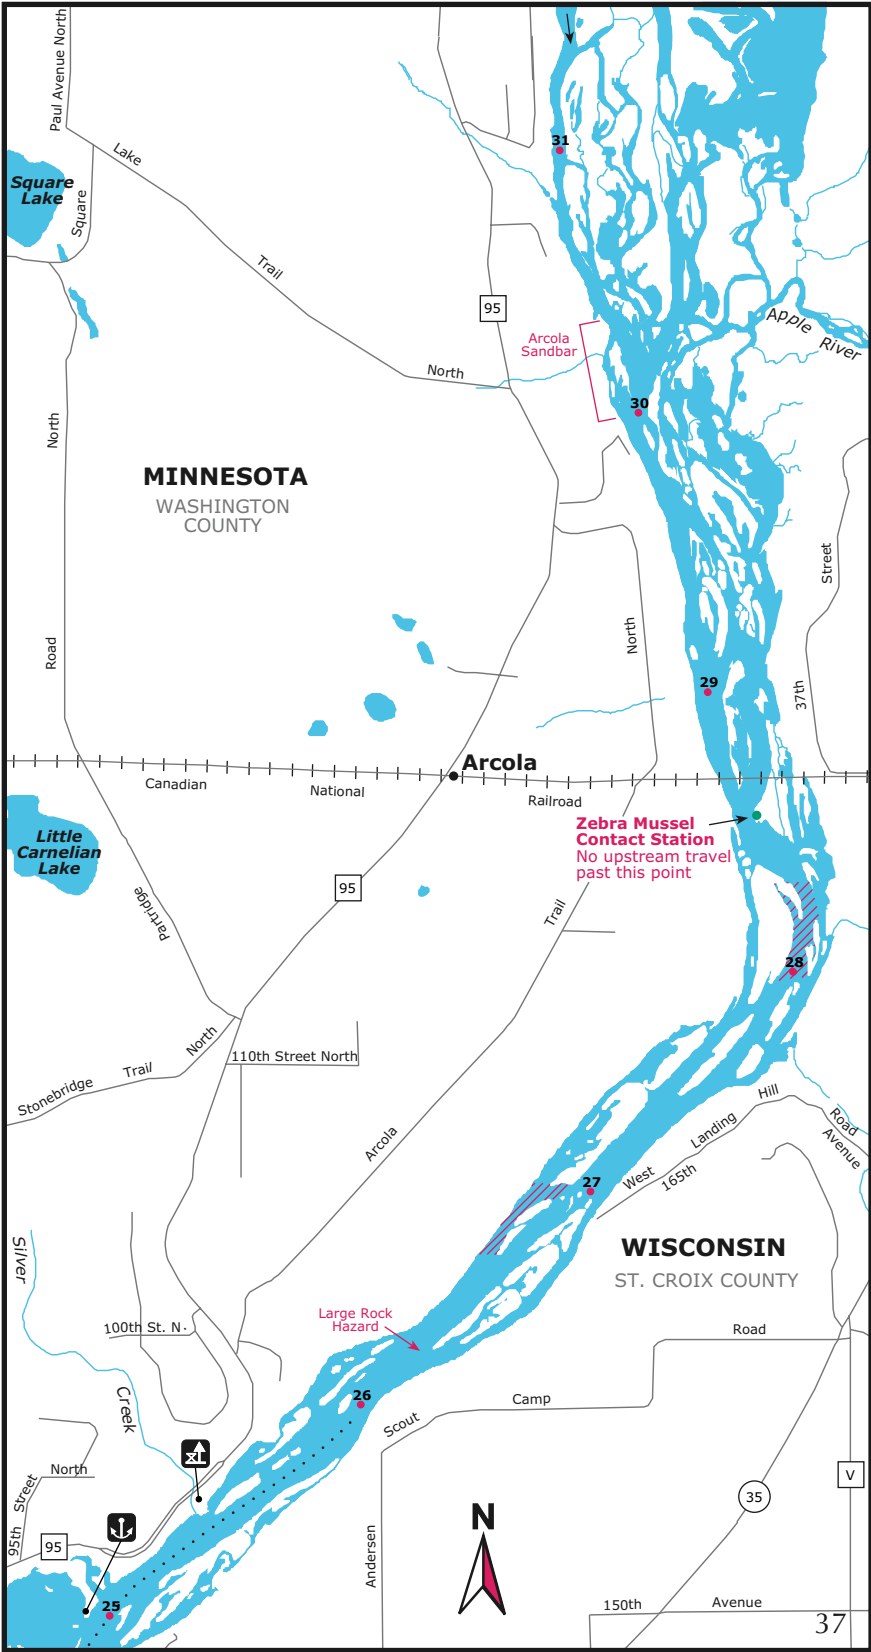 Paul Avenue North
31
Lake
Square
Lake
Square
Trail
95
Apple River
Arcola
Sandbar
North
30
North
MINNESOTA
WASHINGTON
COUNTY
Street
North
Road
29
37th
Arcola
Canadian National Railroad
Zebra Mussel
Contact Station
No upstream travel
past this point
Little
Carnelian
Lake
95
Partridge
Trail
28
North
110th Street North
Trail
Stonebridge
Hill
Landing
Road
Avenue
Arcola
27
West
165th
Silver
WISCONSIN
ST. CROIX COUNTY
Large Rock
Hazard
100th St. N.
Road
26
Camp
Creek
Scout
North
V
Street
35
N
95th
95
Andersen
25
150th Avenue
37